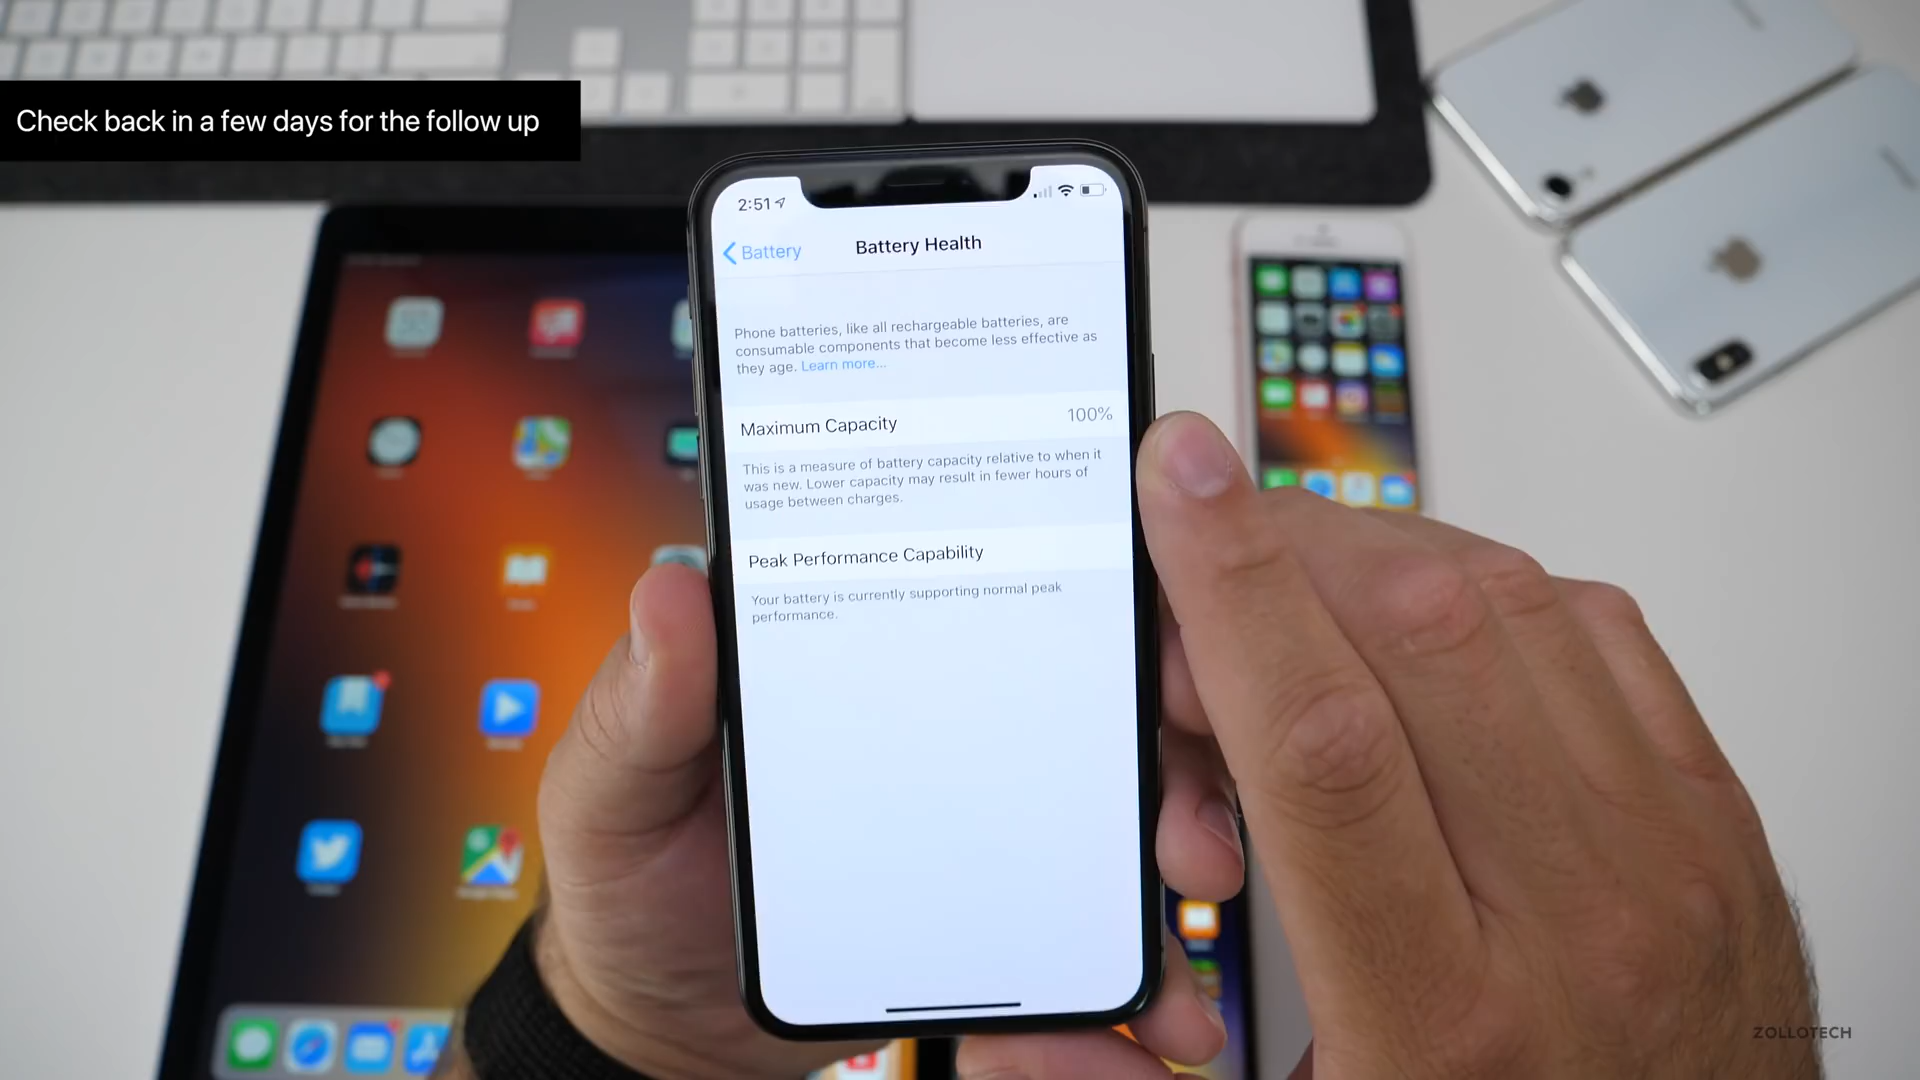 Check back in a few days for the follow up
2:51
Battery
Battery Health
Phone batteries, like all rechargeable batteries, are
consumable components that become less effective as
they age. Learn more...
Maximum Capacity 100%
This is a measure of battery capacity relative to when it
was new. Lower capacity may result in fewer hours of
usage between charges.
Peak Performance Capability
Your battery is currently supporting normal peak
performance.
ZOLLOTECH